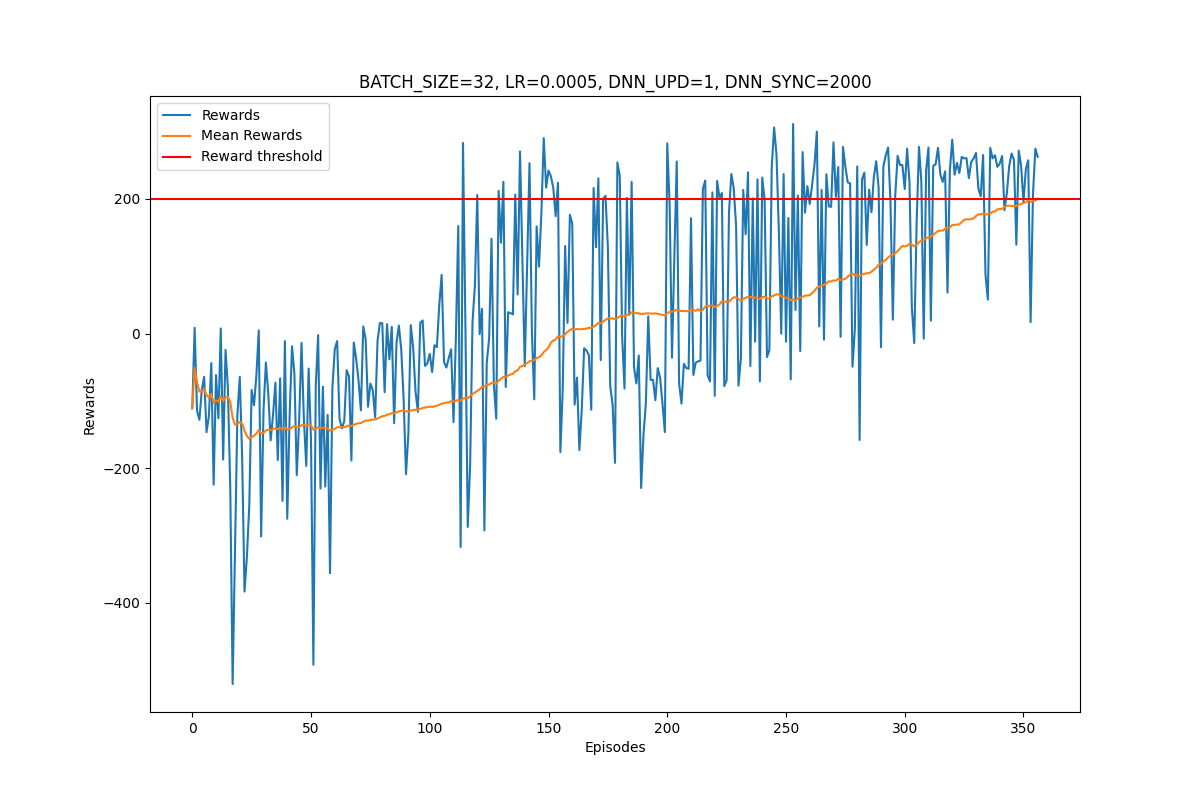 BATCH_SIZE=32, LR=0.0005, DNN_UPD=1, DNN_SYNC=2000
Rewards
Mean Rewards
Reward threshold
200
0
−200
−400
Rewards
0
50
100
150
200
250
300
350
Episodes